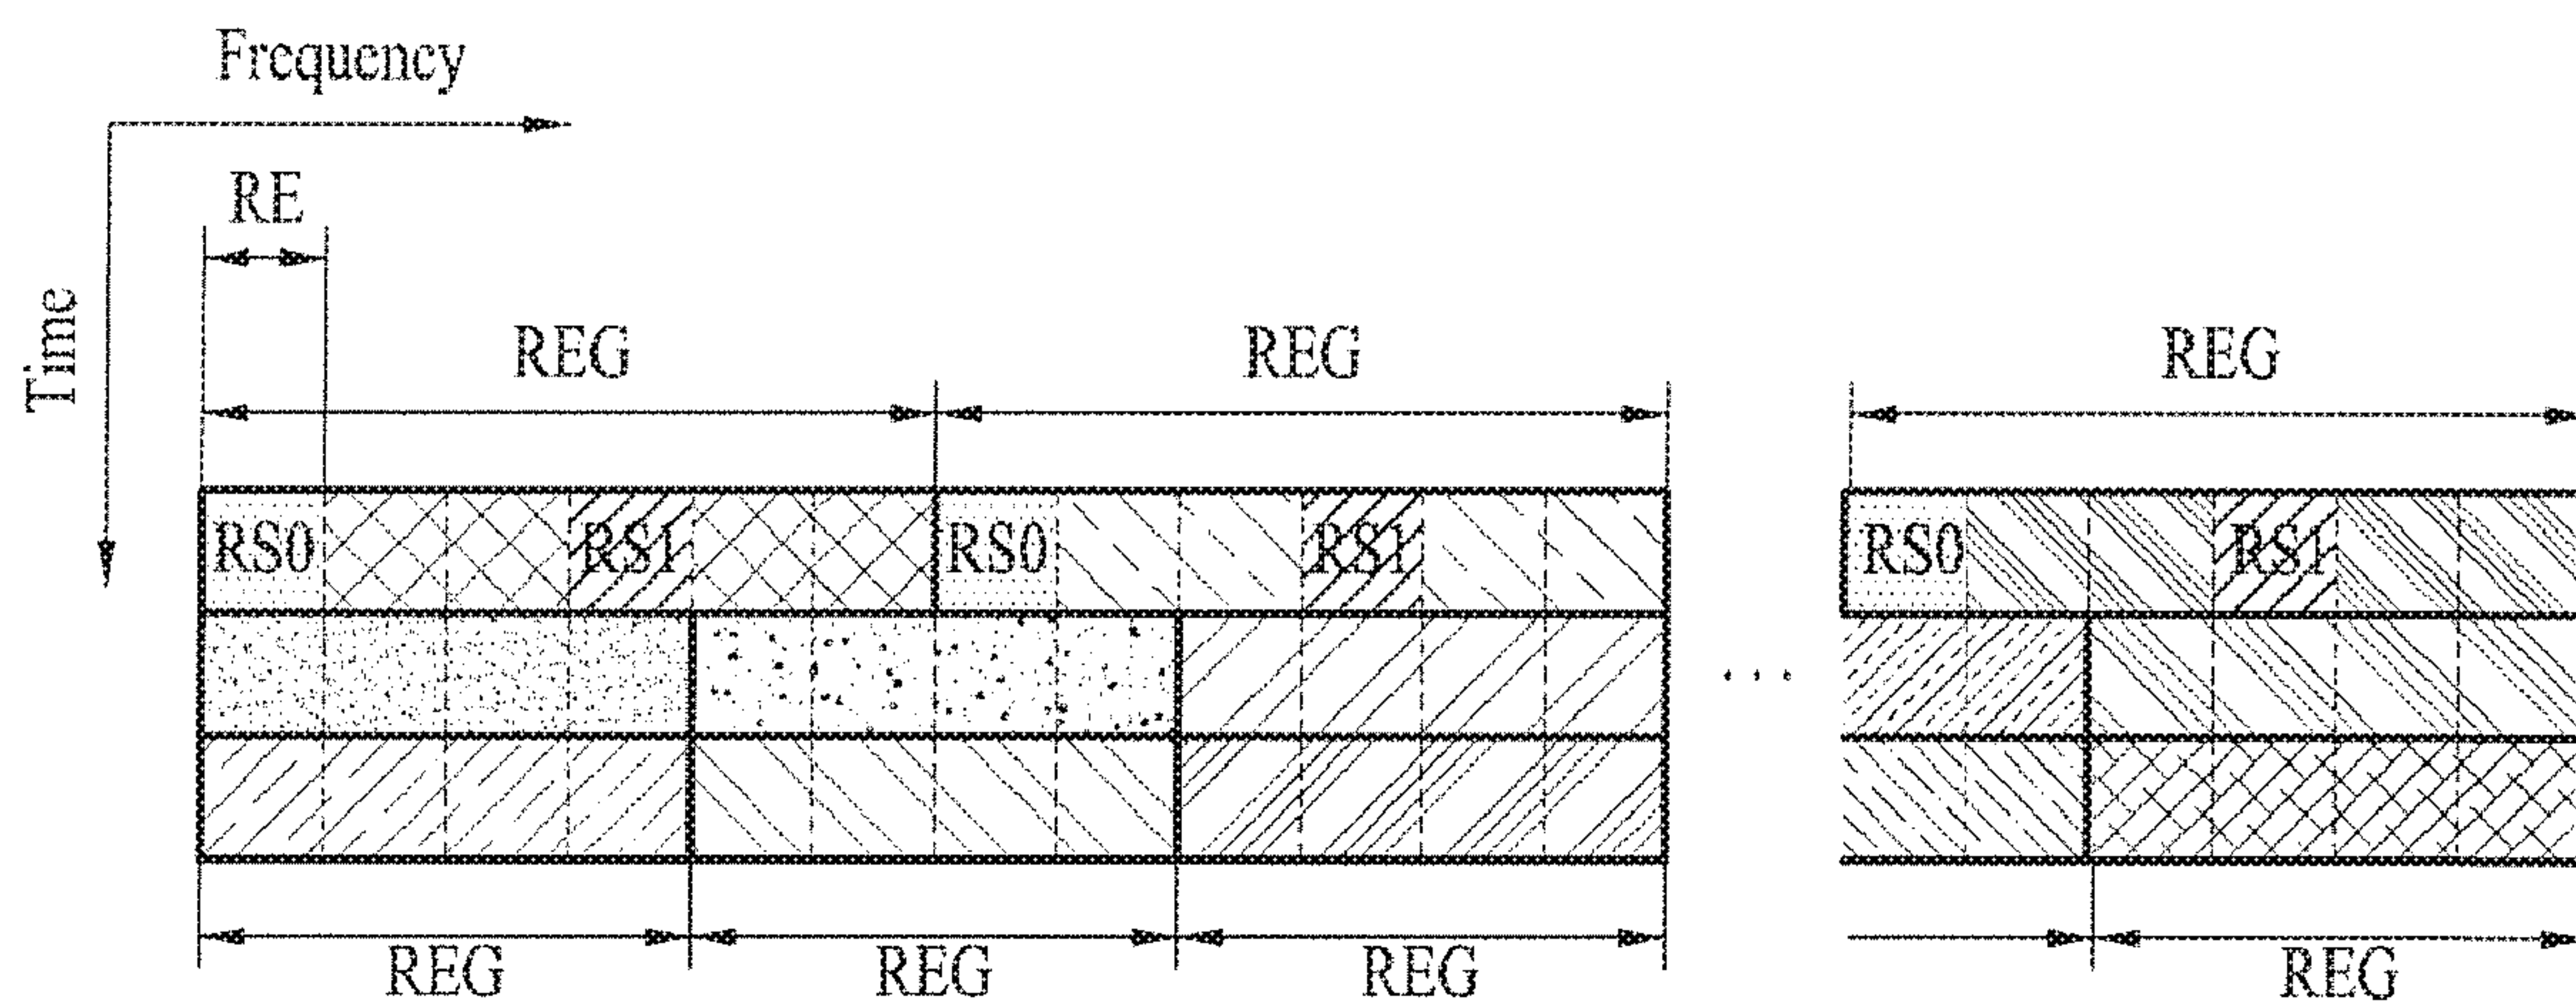 Frequency
RE
Time
REG REG REG
RS0 RS1 RS0 RS1 RS0 RS1
...
REG REG REG REG